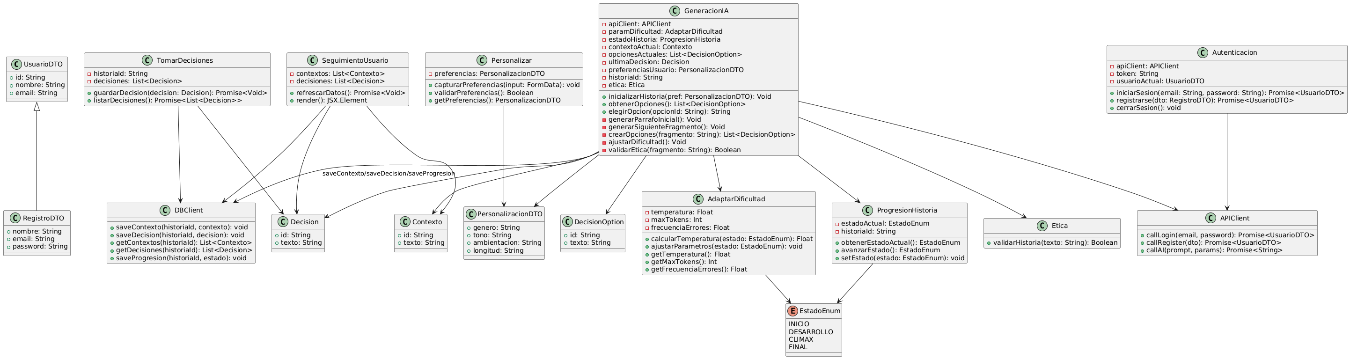 C GeneracionIA
apiClient: APIClient
paramDificultad: AdaptarDificultad
estadoHistoria: ProgresionHistoria
contextoActual: Contexto
opcionesActuales: List<DecisionOption>
ultimaDecision: Decision
preferenciasUsuario: PersonalizacionDTO
historiaId: String
etica: Etica
inicializarHistoria(pref: PersonalizacionDTO): Void
obtenerOpciones(): List<DecisionOption>
elegirOpcion(opcionId: String): String
generarParrafoInicial(): Void
generarSiguienteFragmento(): Void
crearOpciones(fragmento: String): List<DecisionOption>
ajustarDificultad(): Void
validarEtica(fragmento: String): Boolean
C UsuarioDTO
id: String
nombre: String
email: String
C TomarDecisiones
historiaId: String
decisiones: List<Decision>
guardarDecision(decision: Decision): Promise<Void>
listarDeciisones(): Promise<List<Decision>>
C SeguimientoUsuario
contextos: List<Contexto>
decisiones: List<Decision>
refrescarDatos(): Promise<Void>
render(): JSX.Element
C Personalizar
preferencias: PersonalizacionDTO
capturarPreferencias(input: FormData): void
validarPreferencias(): Boolean
getPreferencias(): PersonalizacionDTO
C Autenticacion
apiClient: APIClient
token: String
usuarioActual: UsuarioDTO
iniciarSesion(email: String, password: String): Promise<UsuarioDTO>
registrarse(dto: RegistroDTO): Promise<UsuarioDTO>
cerrarSesion(): void
saveContexto/saveDecision/saveProgresion
C RegistroDTO
nombre: String
email: String
password: String
C DBClient
saveContexto(historiaId, contexto): void
saveDecision(historiaId, decision): void
getContextos(historiaId): List<Contexto>
getDecisiones(historiaId): List<Decision>
saveProgresion(historiaId, estado): void
C Decision
id: String
texto: String
C Contexto
id: String
texto: String
C PersonalizacionDTO
genero: String
tono: String
ambientacion: String
longitud: String
C DecisionOption
id: String
texto: String
C AdaptarDificultad
temperatura: Float
maxTokens: Int
frecuenciaErrores: Float
calcularTemperatura(estado: EstadoEnum): Float
ajustarParametros(estado: EstadoEnum): void
getTemperatura(): Float
getMaxTokens(): Int
getFrecuenciaErrores(): Float
C ProgresionHistoria
estadoActual: EstadoEnum
historiaId: String
obtenerEstadoActual(): EstadoEnum
avanzarEstado(): EstadoEnum
setEstado(estado: EstadoEnum): void
C Etica
validarHistoria(texto: String): Boolean
C APIClient
callLogin(email, password): Promise<UsuarioDTO>
callRegister(dto): Promise<UsuarioDTO>
callAI(prompt, params): Promise<String>
E EstadoEnum
INICIO
DESARROLLO
CLIMAX
FINAL